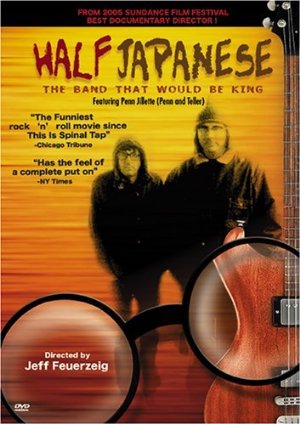 FROM 2005 SUNDANCE FILM FESTIVAL
BEST DOCUMENTARY DIRECTOR !
HALF JAPANESE
THE BAND THAT WOULD BE KING
Featuring Penn Jillette (Penn and Teller)
"The Funniest
rock 'n' roll movie since
This Is Spinal Tap"
-Chicago Tribune
"Has the feel of
a complete put on"
-NY Times
Directed by
Jeff Feuerzeig
DVD